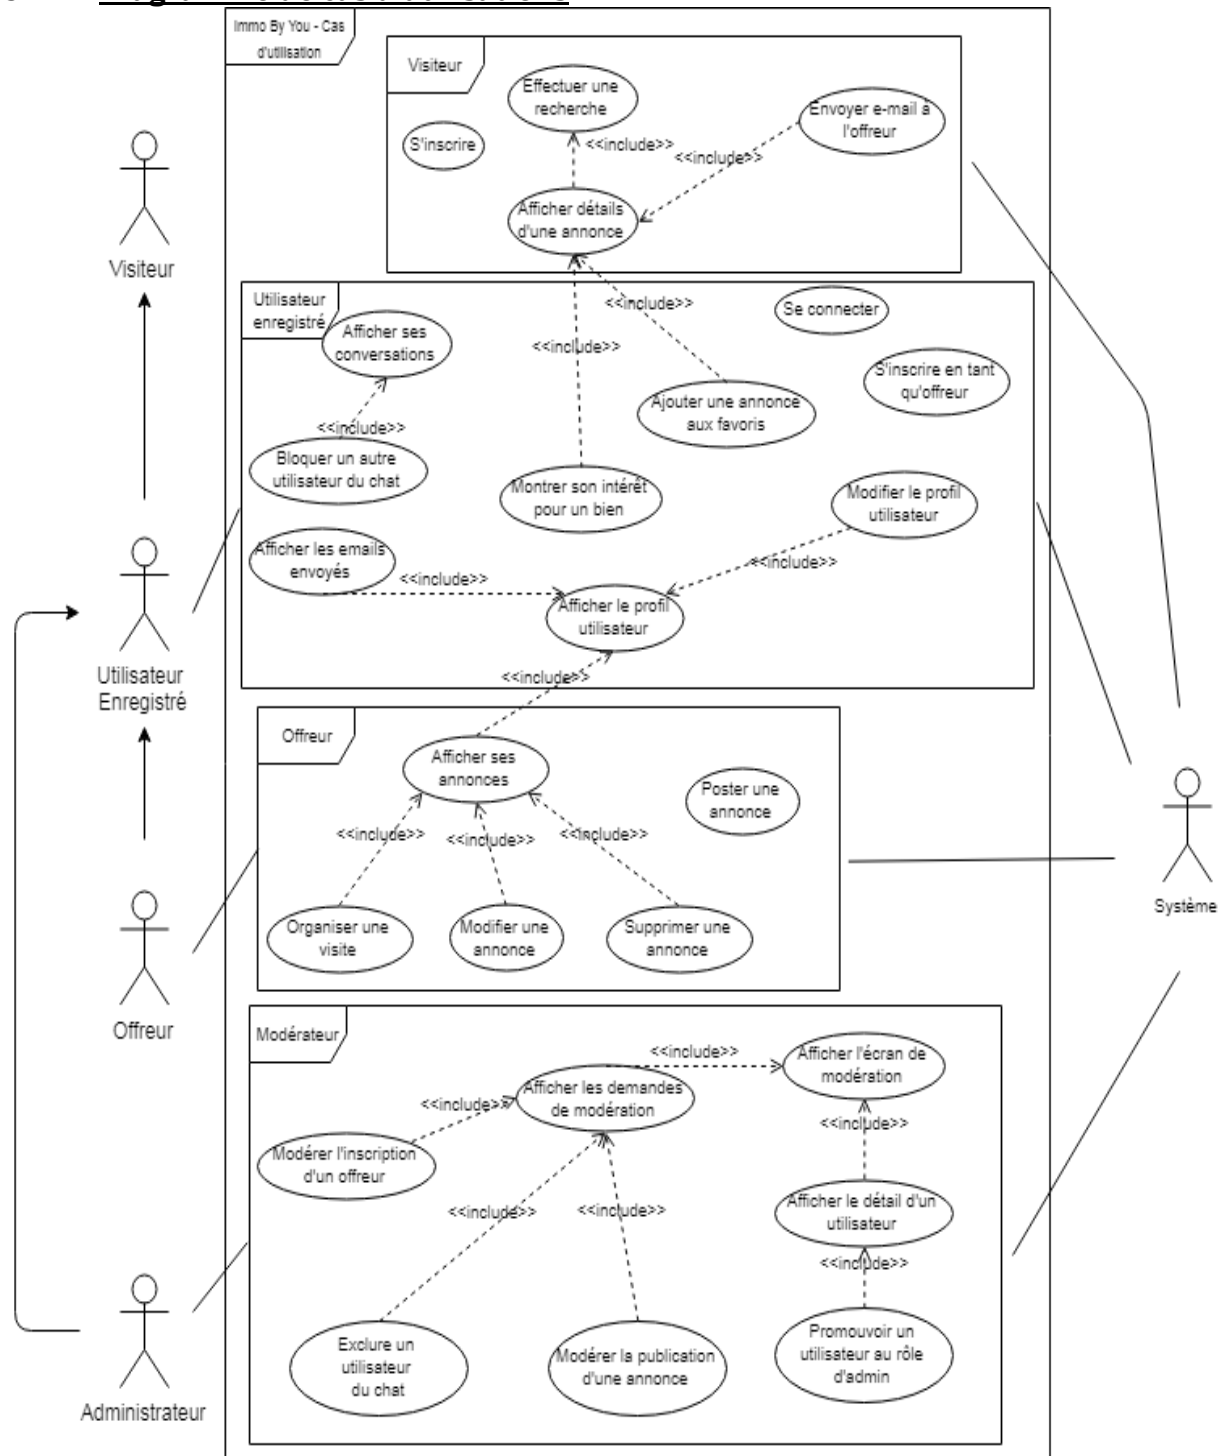 Immo By You - Cas
d'utilisation
Visiteur
Effectuer une
recherche
Envoyer e-mail à
l'offreur
S'inscrire
<<include>>
<<include>>
Afficher détails
d'une annonce
Visiteur
Utilisateur
enregistré
Afficher ses
conversations
<<include>>
Se connecter
<<include>>
S'inscrire en tant
qu'offreur
Ajouter une annonce
aux favoris
<<include>>
Bloquer un autre
utilisateur du chat
Montrer son intérêt
pour un bien
Modifier le profil
utilisateur
Afficher les emails
envoyés
<<include>>
<<include>>
Afficher le profil
utilisateur
Utilisateur
Enregistré
<<include>>
Offreur
Afficher ses
annonces
Poster une
annonce
<<include>>
<<include>>
<<include>>
Organiser une
visite
Modifier une
annonce
Supprimer une
annonce
Système
Offreur
Modérateur
<<include>>
Afficher l'écran de
modération
Afficher les demandes
de modération
<<include>>
<<include>>
Modérer l'inscription
d'un offreur
Afficher le détail d'un
utilisateur
<<include>>
<<include>>
<<include>>
Exclure un
utilisateur
du chat
Modérer la publication
d'une annonce
Promouvoir un
utilisateur au rôle
d'admin
Administrateur